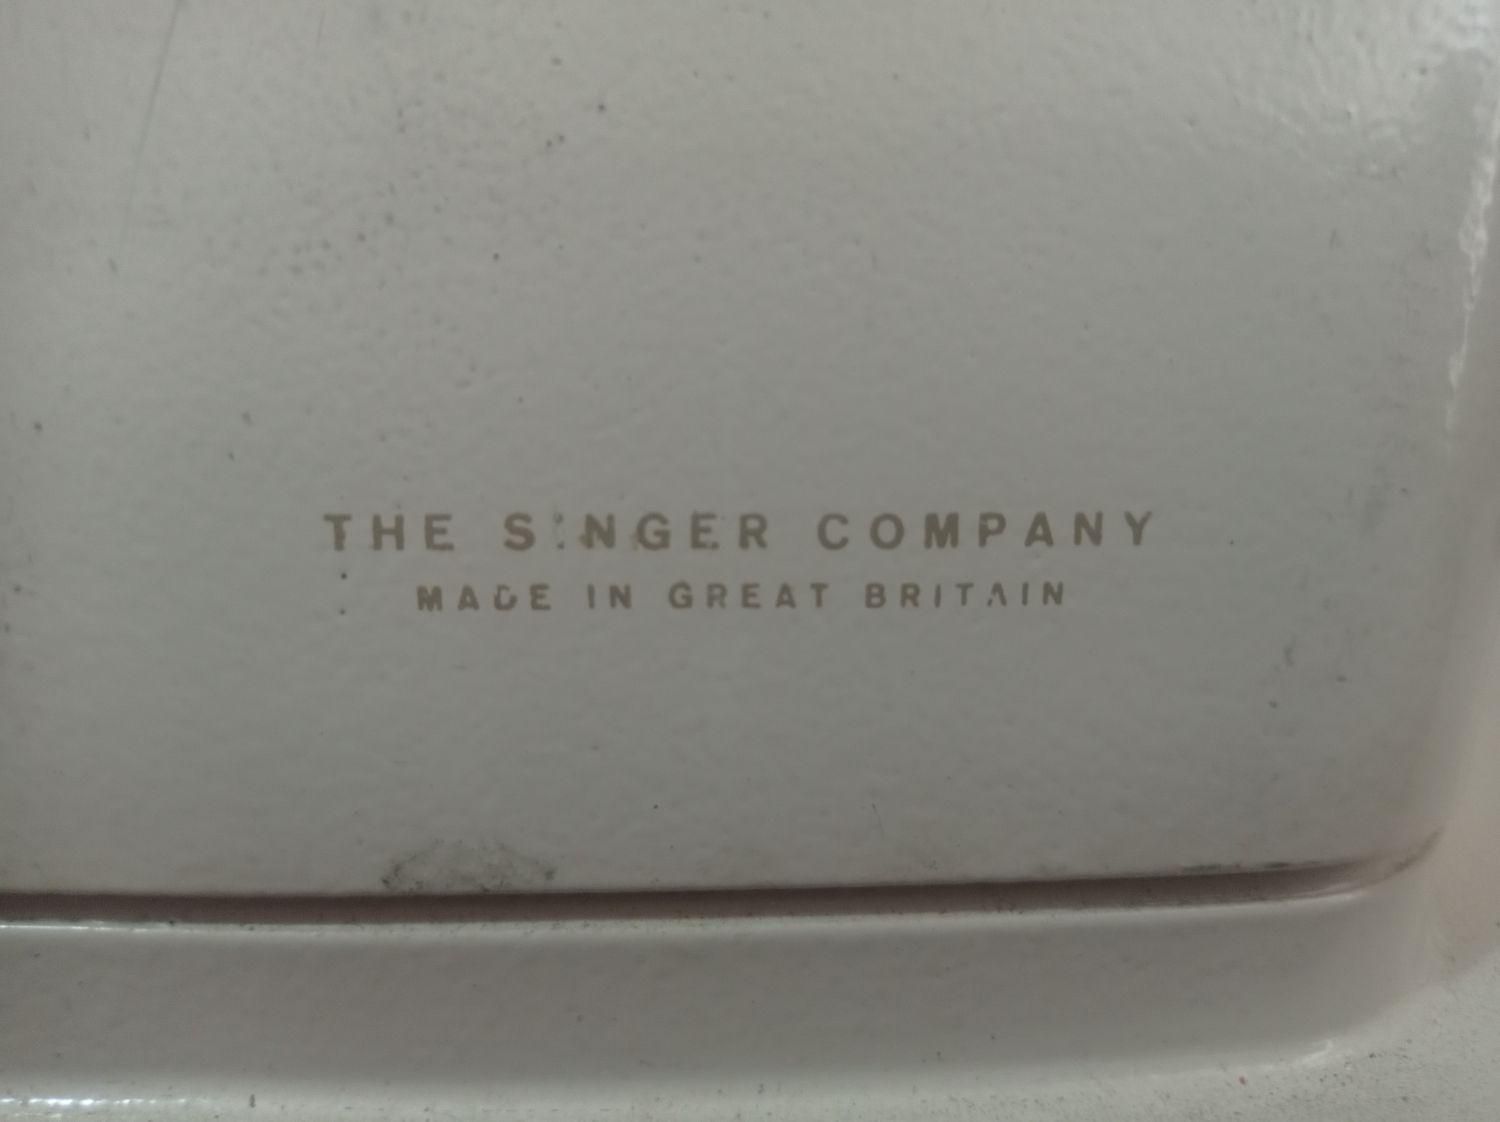 THE SINGER COMPANY
MADE IN GREAT BRITAIN